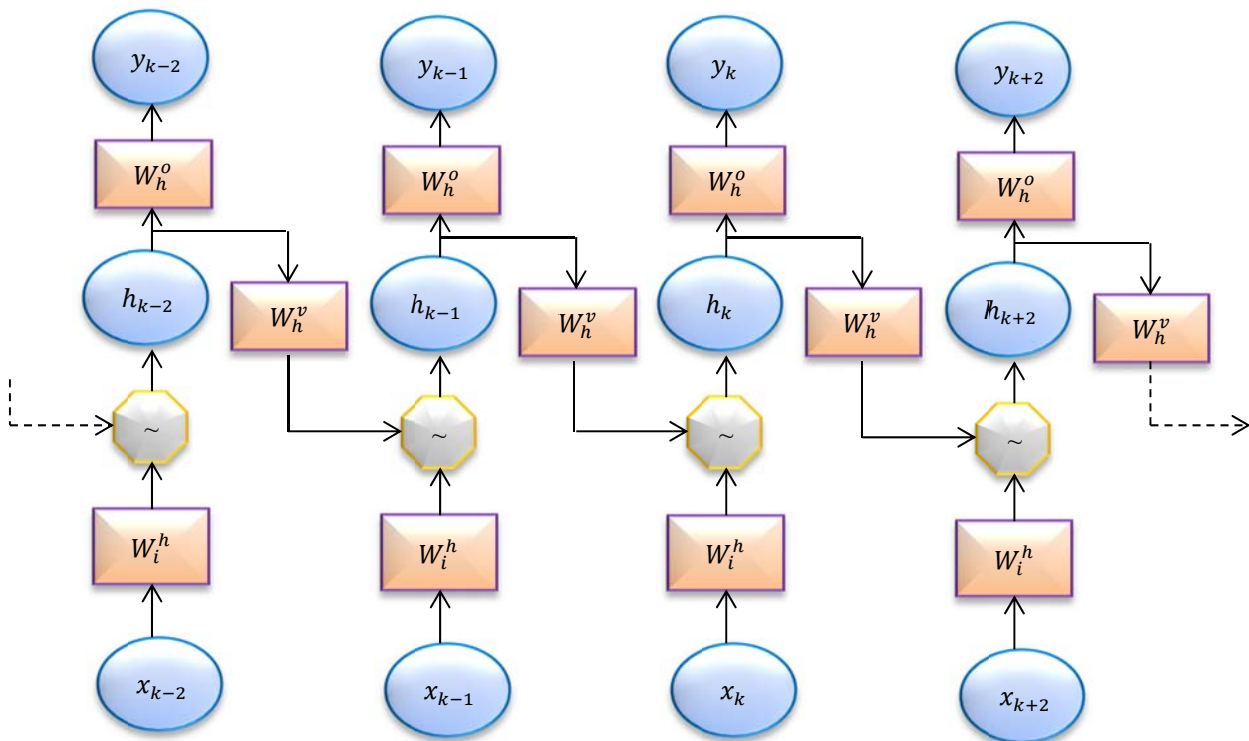 y_{k−2} y_{k−1} y_k y_{k+2}
W_h^o W_h^o W_h^o W_h^o
h_{k−2} h_{k−1} h_k h_{k+2}
W_h^v W_h^v W_h^v W_h^v
~ ~ ~ ~
W_i^h W_i^h W_i^h W_i^h
x_{k−2} x_{k−1} x_k x_{k+2}